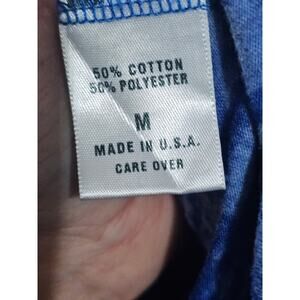 50% COTTON
50% POLYESTER
M
MADE IN U.S.A.
CARE OVER